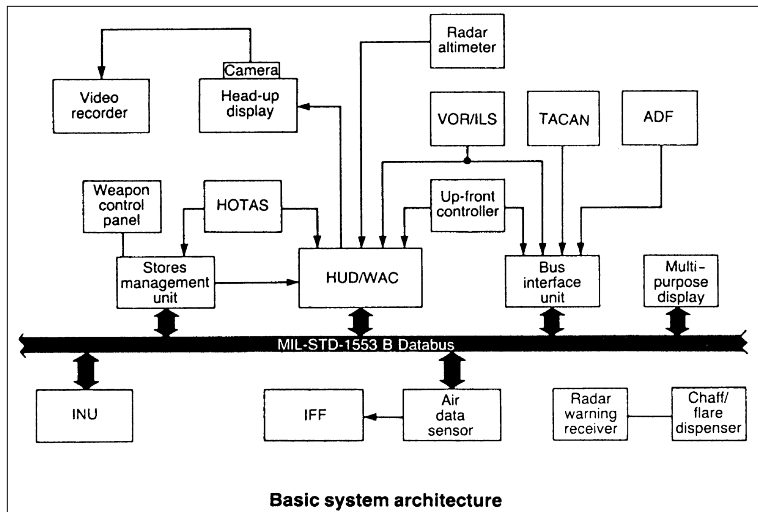 Radar
altimeter
Camera
Video
recorder
Head-up
display
VOR/ILS
TACAN
ADF
Weapon
control
panel
HOTAS
Up-front
controller
Stores
management
unit
HUD/WAC
Bus
interface
unit
Multi-
purpose
display
MIL-STD-1553 B Databus
INU
IFF
Air
data
sensor
Radar
warning
receiver
Chaff/
flare
dispenser
Basic system architecture